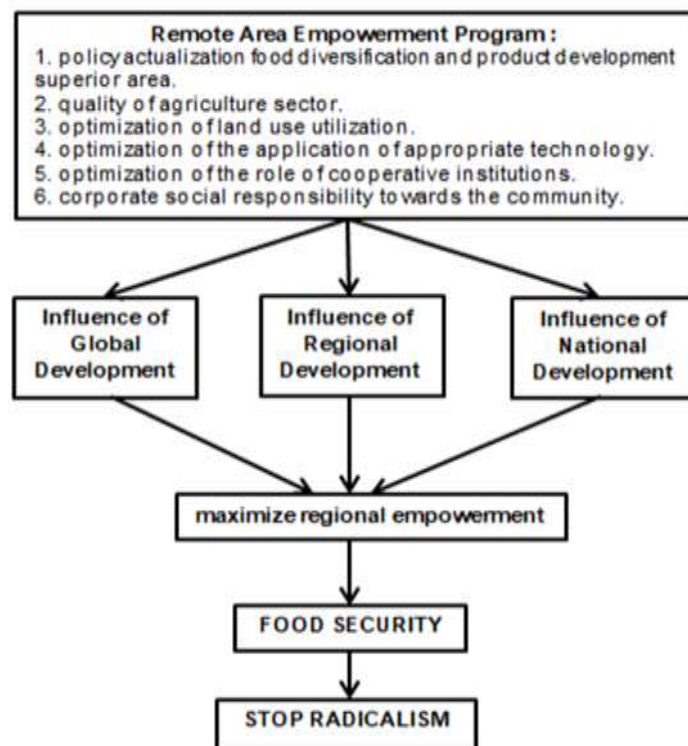 Remote Area Empowerment Program :
1. policy actualization food diversification and product development
superior area.
2. quality of agriculture sector.
3. optimization of land use utilization.
4. optimization of the application of appropriate technology.
5. optimization of the role of cooperative institutions.
6. corporate social responsibility towards the community.
Influence of
Global
Development
Influence of
Regional
Development
Influence of
National
Development
maximize regional empowerment
FOOD SECURITY
STOP RADICALISM